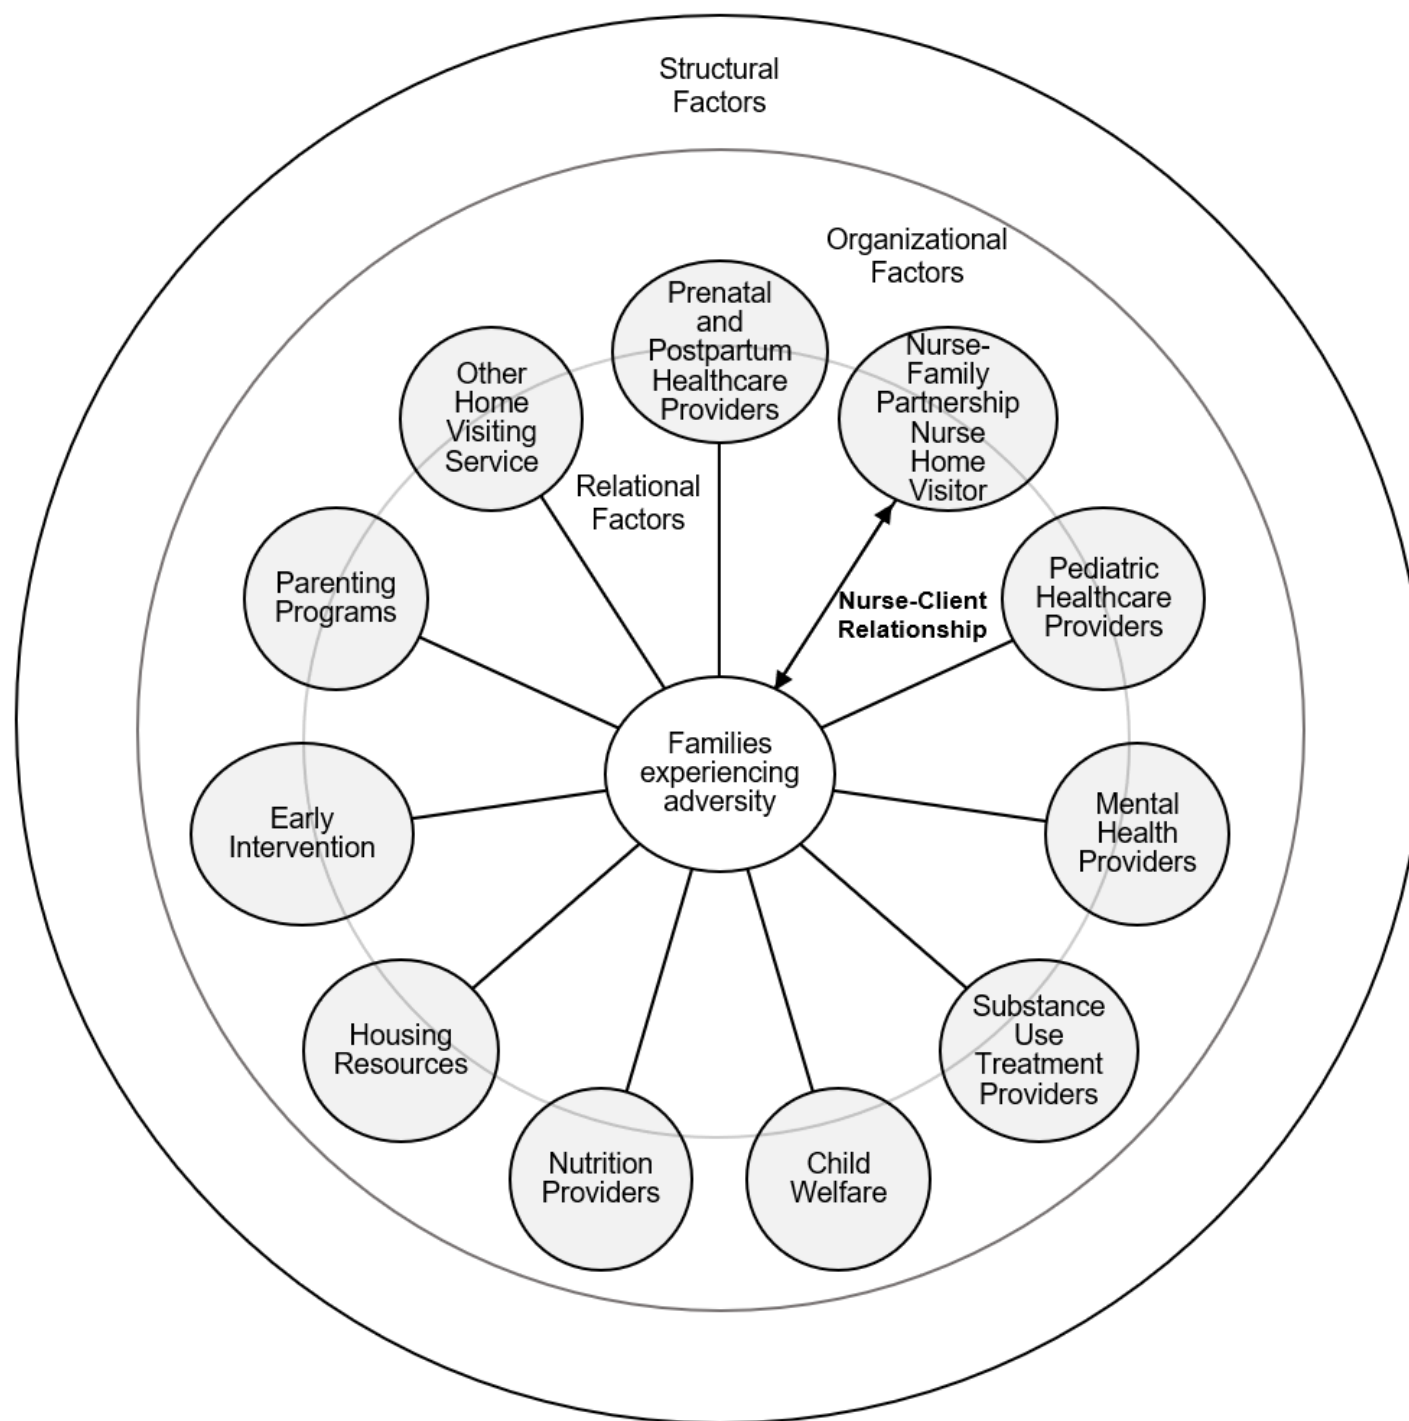 Structural
Factors
Organizational
Factors
Prenatal
and
Postpartum
Healthcare
Providers
Nurse-
Family
Partnership
Nurse
Home
Visitor
Other
Home
Visiting
Service
Relational
Factors
Parenting
Programs
Nurse-Client
Relationship
Pediatric
Healthcare
Providers
Families
experiencing
adversity
Early
Intervention
Mental
Health
Providers
Housing
Resources
Substance
Use
Treatment
Providers
Nutrition
Providers
Child
Welfare